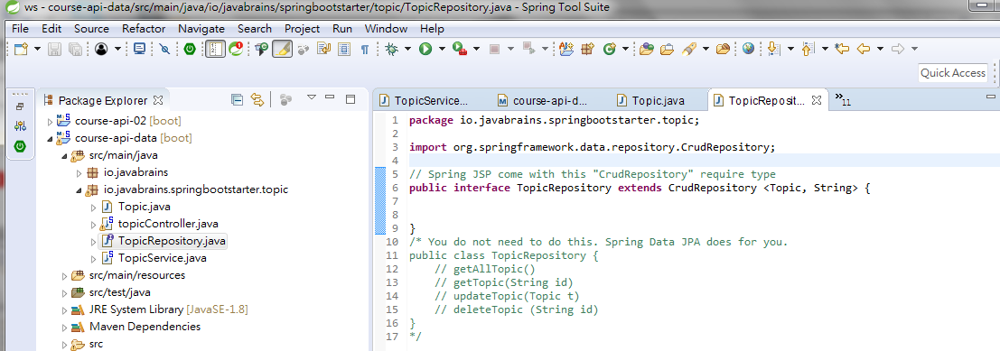 ws - course-api-data/src/main/java/io/javabrains/springbootstarter/topic/TopicRepository.java - Spring Tool Suite
File Edit Source Refactor Navigate Search Project Run Window Help
Quick Access
Package Explorer
course-api-02 [boot]
course-api-data [boot]
src/main/java
io.javabrains
io.javabrains.springbootstarter.topic
Topic.java
topicController.java
TopicRepository.java
TopicService.java
src/main/resources
src/test/java
JRE System Library [JavaSE-1.8]
Maven Dependencies
src
TopicService... course-api-d... Topic.java TopicReposit... »11
1 package io.javabrains.springbootstarter.topic;
2
3 import org.springframework.data.repository.CrudRepository;
4
5 // Spring JSP come with this "CrudRepository" require type
6 public interface TopicRepository extends CrudRepository <Topic, String> {
7
8
9 }
10 /* You do not need to do this. Spring Data JPA does for you.
11 public class TopicRepository {
12 // getAllTopic()
13 // getTopic(String id)
14 // updateTopic(Topic t)
15 // deleteTopic (String id)
16 }
17 */